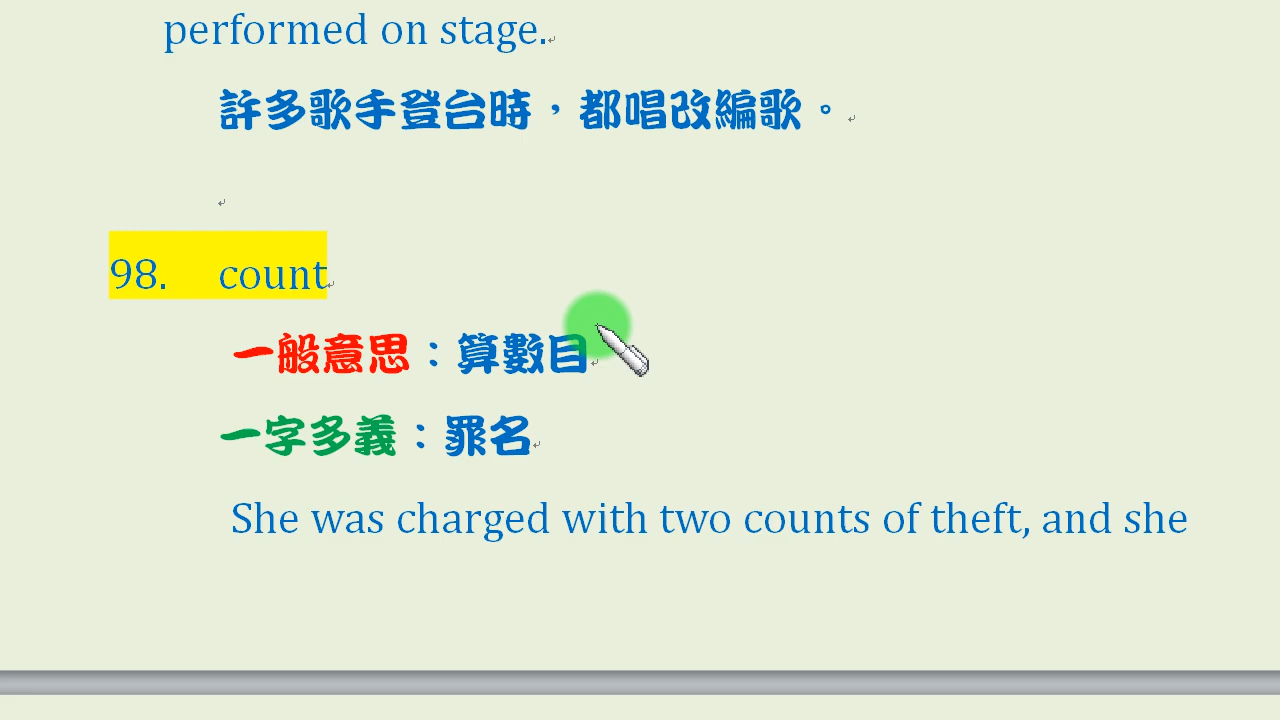 performed on stage.
許多歌手登台時，都唱改編歌。
98. count
一般意思：算數目
一字多義：罪名
She was charged with two counts of theft, and she